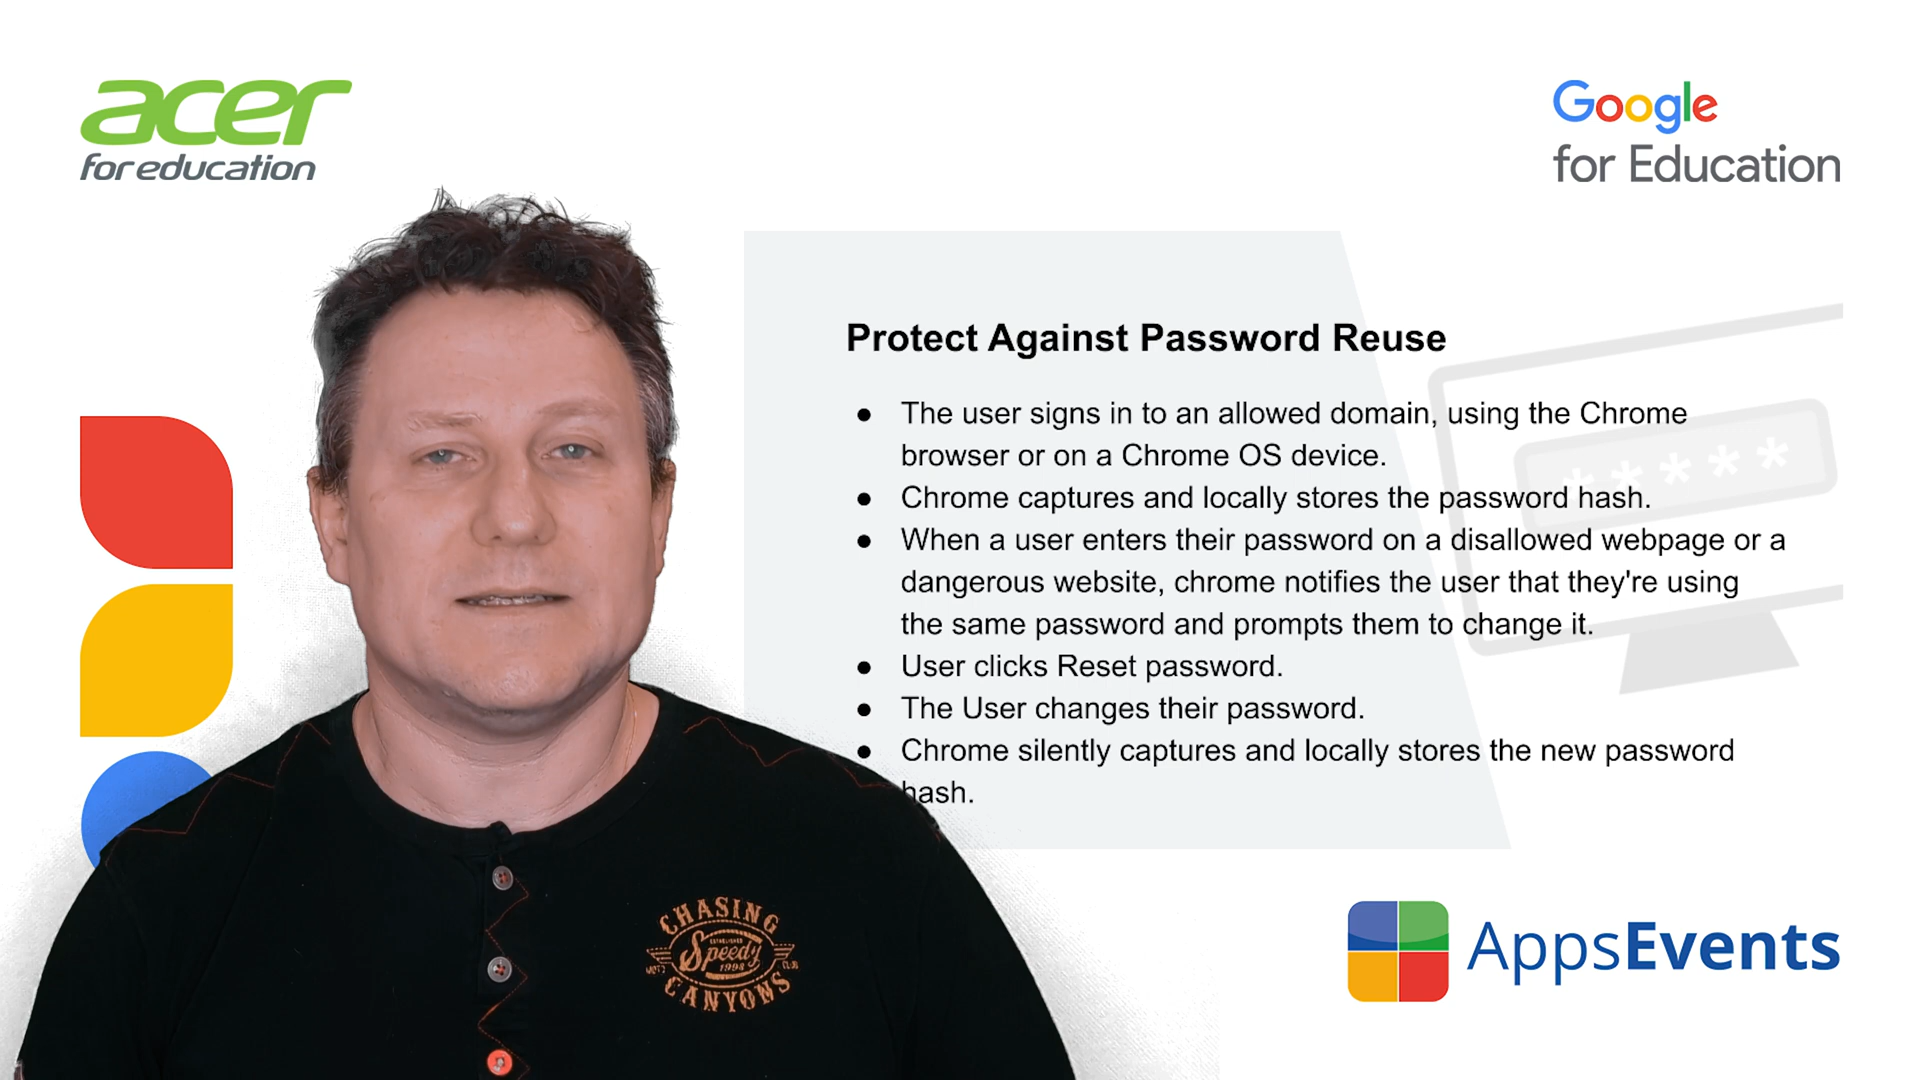 acer
for education
Google
for Education
Protect Against Password Reuse
● The user signs in to an allowed domain, using the Chrome
browser or on a Chrome OS device.
● Chrome captures and locally stores the password hash.
● When a user enters their password on a disallowed webpage or a
dangerous website, chrome notifies the user that they're using
the same password and prompts them to change it.
● User clicks Reset password.
● The User changes their password.
● Chrome silently captures and locally stores the new password
hash.
*****
CHASING
ESTABLISHED
Speedy
MOTO 1998 CLUB
CANYONS
AppsEvents